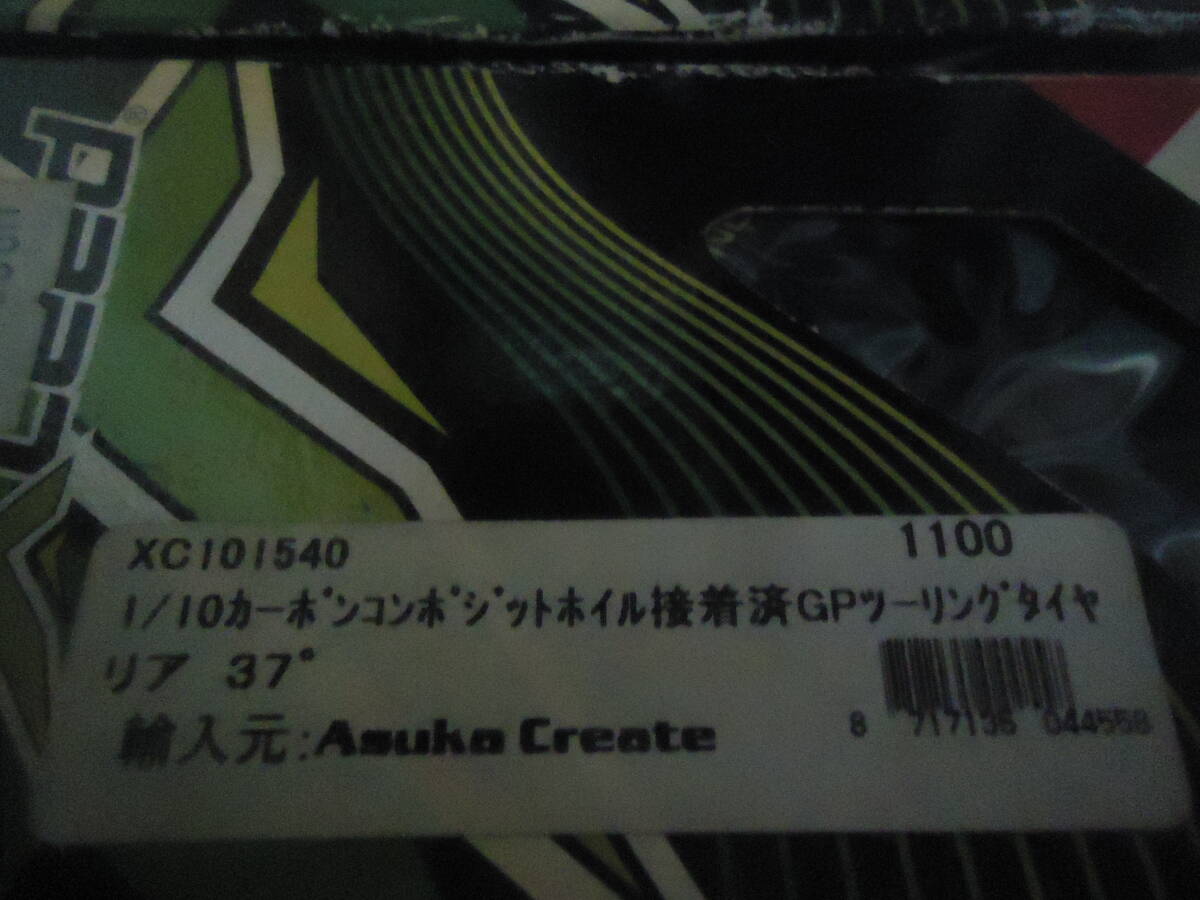 XC101540
1100
1/10カーボンコンポジットホイル接着済GPツーリングタイヤ
リア 37°
輸入元:Asuka Create
8 717135 044558